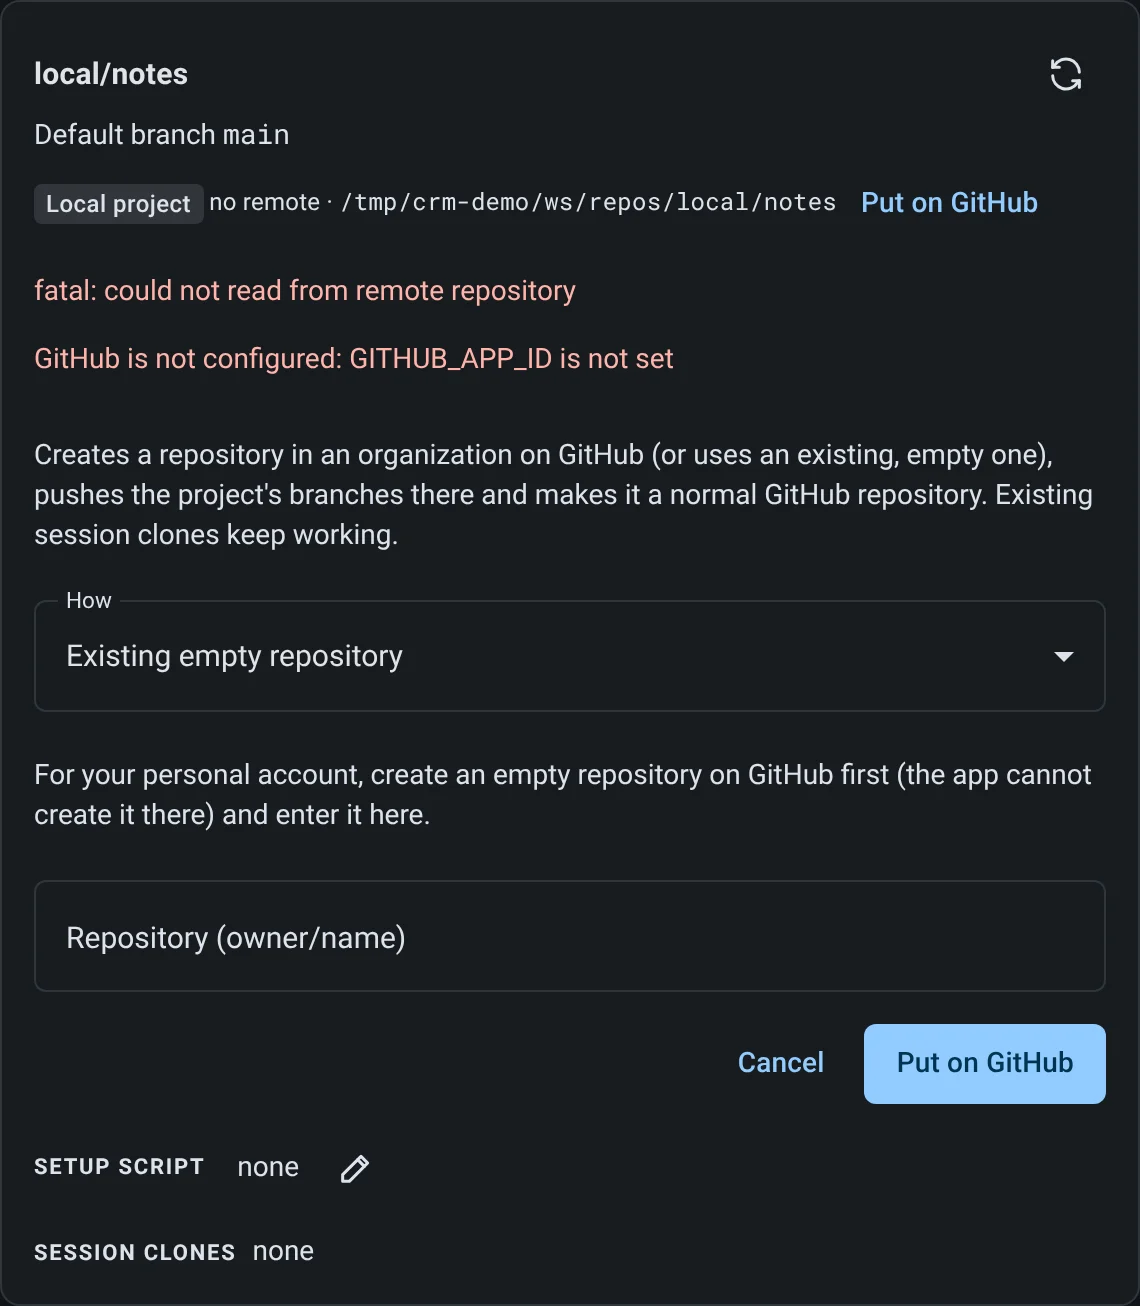 local/notes
Default branch main
Local project no remote · /tmp/crm-demo/ws/repos/local/notes Put on GitHub
fatal: could not read from remote repository
GitHub is not configured: GITHUB_APP_ID is not set
Creates a repository in an organization on GitHub (or uses an existing, empty one),
pushes the project's branches there and makes it a normal GitHub repository. Existing
session clones keep working.
How
Existing empty repository
For your personal account, create an empty repository on GitHub first (the app cannot
create it there) and enter it here.
Repository (owner/name)
Cancel Put on GitHub
SETUP SCRIPT none
SESSION CLONES none